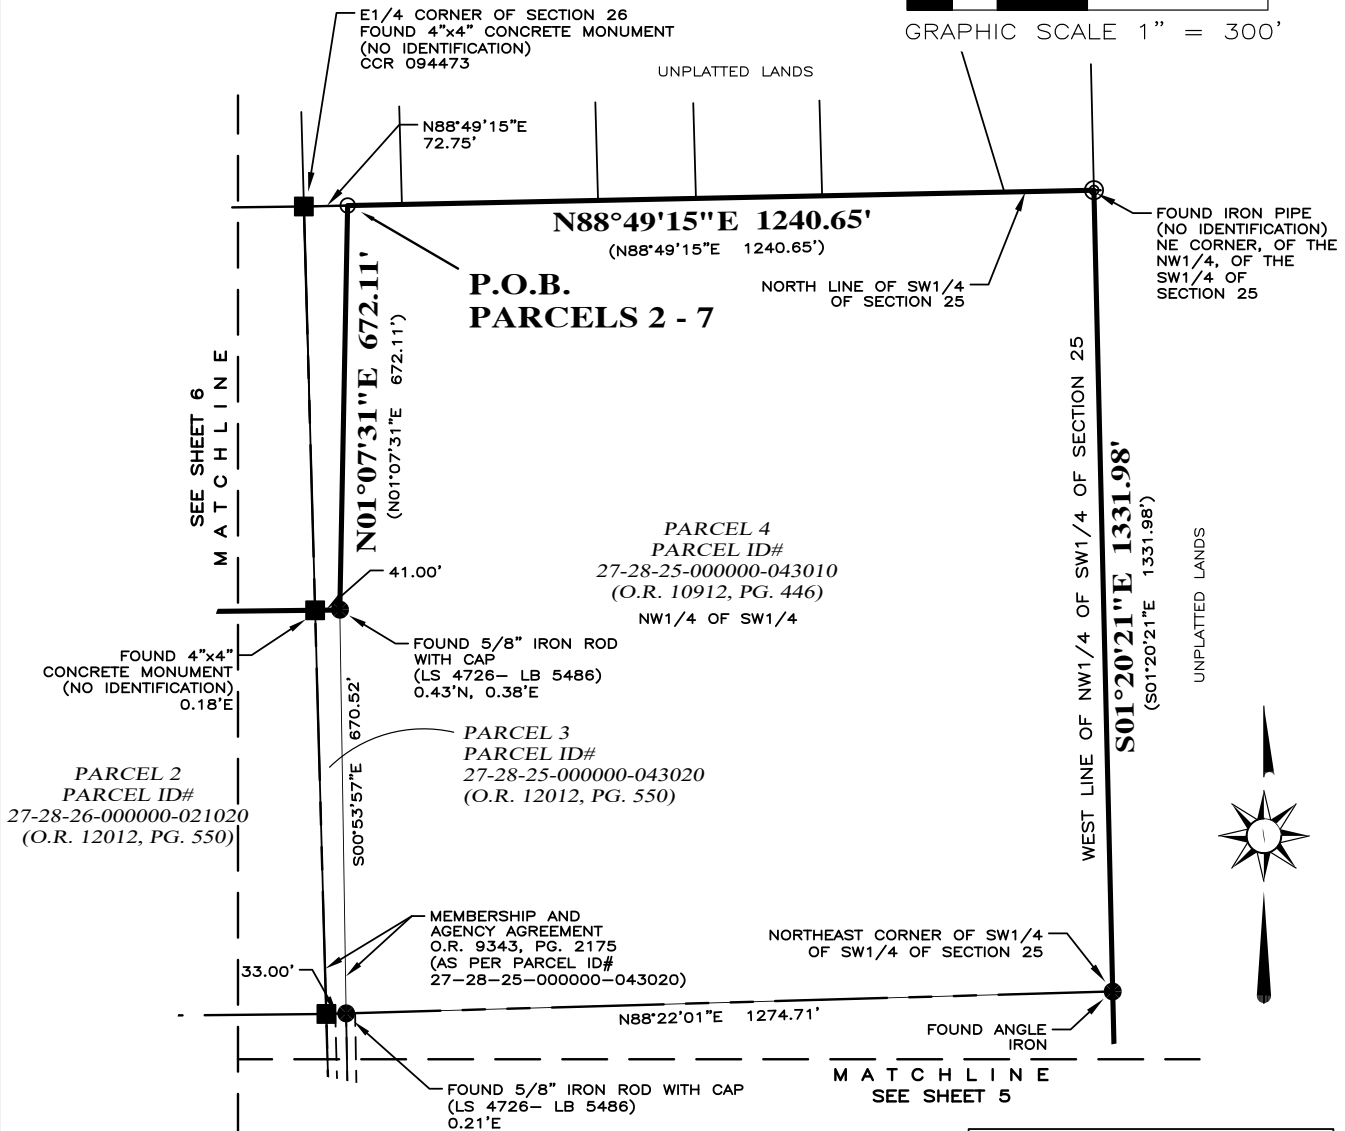 E1/4 CORNER OF SECTION 26
FOUND 4"x4" CONCRETE MONUMENT
(NO IDENTIFICATION)
CCR 094473
GRAPHIC SCALE 1" = 300'
UNPLATTED LANDS
N88°49'15"E
72.75'
N88°49'15"E 1240.65'
(N88°49'15"E 1240.65')
FOUND IRON PIPE
(NO IDENTIFICATION)
NE CORNER, OF THE
NW1/4, OF THE
SW1/4 OF
SECTION 25
P.O.B.
PARCELS 2 - 7
NORTH LINE OF SW1/4
OF SECTION 25
N01°07'31"E 672.11'
(N01°07'31"E 672.11')
SEE SHEET 6
MATCHLINE
WEST LINE OF NW1/4 OF SW1/4 OF SECTION 25
S01°20'21"E 1331.98'
(S01°20'21"E 1331.98')
UNPLATTED LANDS
PARCEL 4
PARCEL ID#
27-28-25-000000-043010
(O.R. 10912, PG. 446)
NW1/4 OF SW1/4
41.00'
FOUND 5/8" IRON ROD
WITH CAP
(LS 4726– LB 5486)
0.43'N, 0.38'E
FOUND 4"x4"
CONCRETE MONUMENT
(NO IDENTIFICATION)
0.18'E
S00°53'57"E 670.52'
PARCEL 3
PARCEL ID#
27-28-25-000000-043020
(O.R. 12012, PG. 550)
PARCEL 2
PARCEL ID#
27-28-26-000000-021020
(O.R. 12012, PG. 550)
MEMBERSHIP AND
AGENCY AGREEMENT
O.R. 9343, PG. 2175
(AS PER PARCEL ID#
27–28–25–000000–043020)
33.00'
NORTHEAST CORNER OF SW1/4
OF SW1/4 OF SECTION 25
N88°22'01"E 1274.71'
FOUND ANGLE
IRON
FOUND 5/8" IRON ROD WITH CAP
(LS 4726– LB 5486)
0.21'E
MATCHLINE
SEE SHEET 5